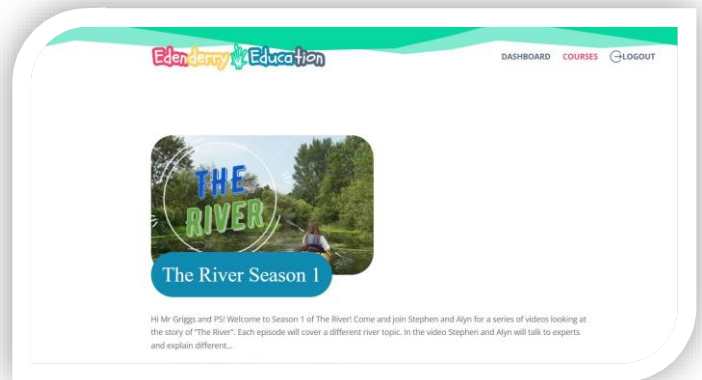 Edenderry Education
DASHBOARD COURSES LOGOUT
THE
RIVER
The River Season 1
Hi Mr Griggs and P5! Welcome to Season 1 of The River! Come and join Stephen and Alyn for a series of videos looking at
the story of "The River". Each episode will cover a different river topic. In the video Stephen and Alyn will talk to experts
and explain different...